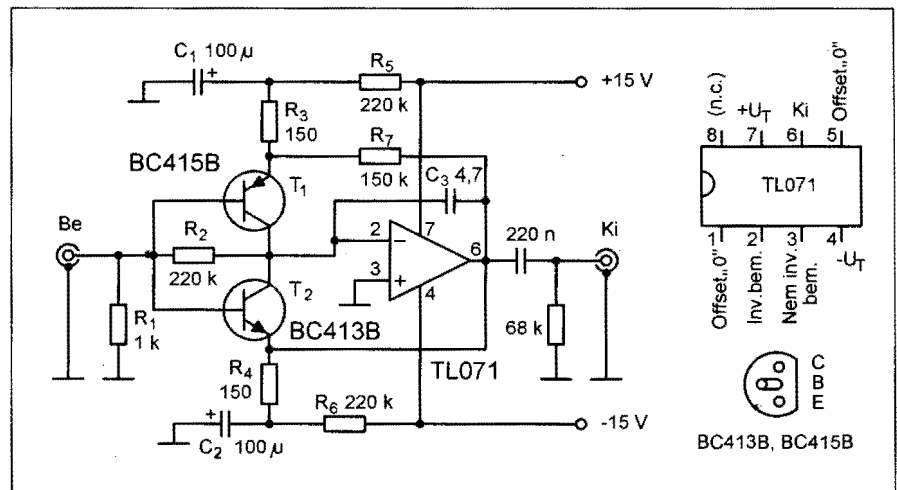 C1 100 µ
+
R5
220 k
+15 V
R3
150
R7
150 k
BC415B
T1
C3 4,7
Be
R2
220 k
2
−
3
+
7
6
4
220 n
Ki
T2
BC413B
R1
1 k
TL071
68 k
R4
150
+
C2 100 µ
R6 220 k
-15 V
(n.c.)
+UT
Ki
Offset„0"
8 7 6 5
TL071
1 2 3 4
Offset„0"
Inv.bem.
Nem inv.
bem.
-UT
C
B
E
BC413B, BC415B